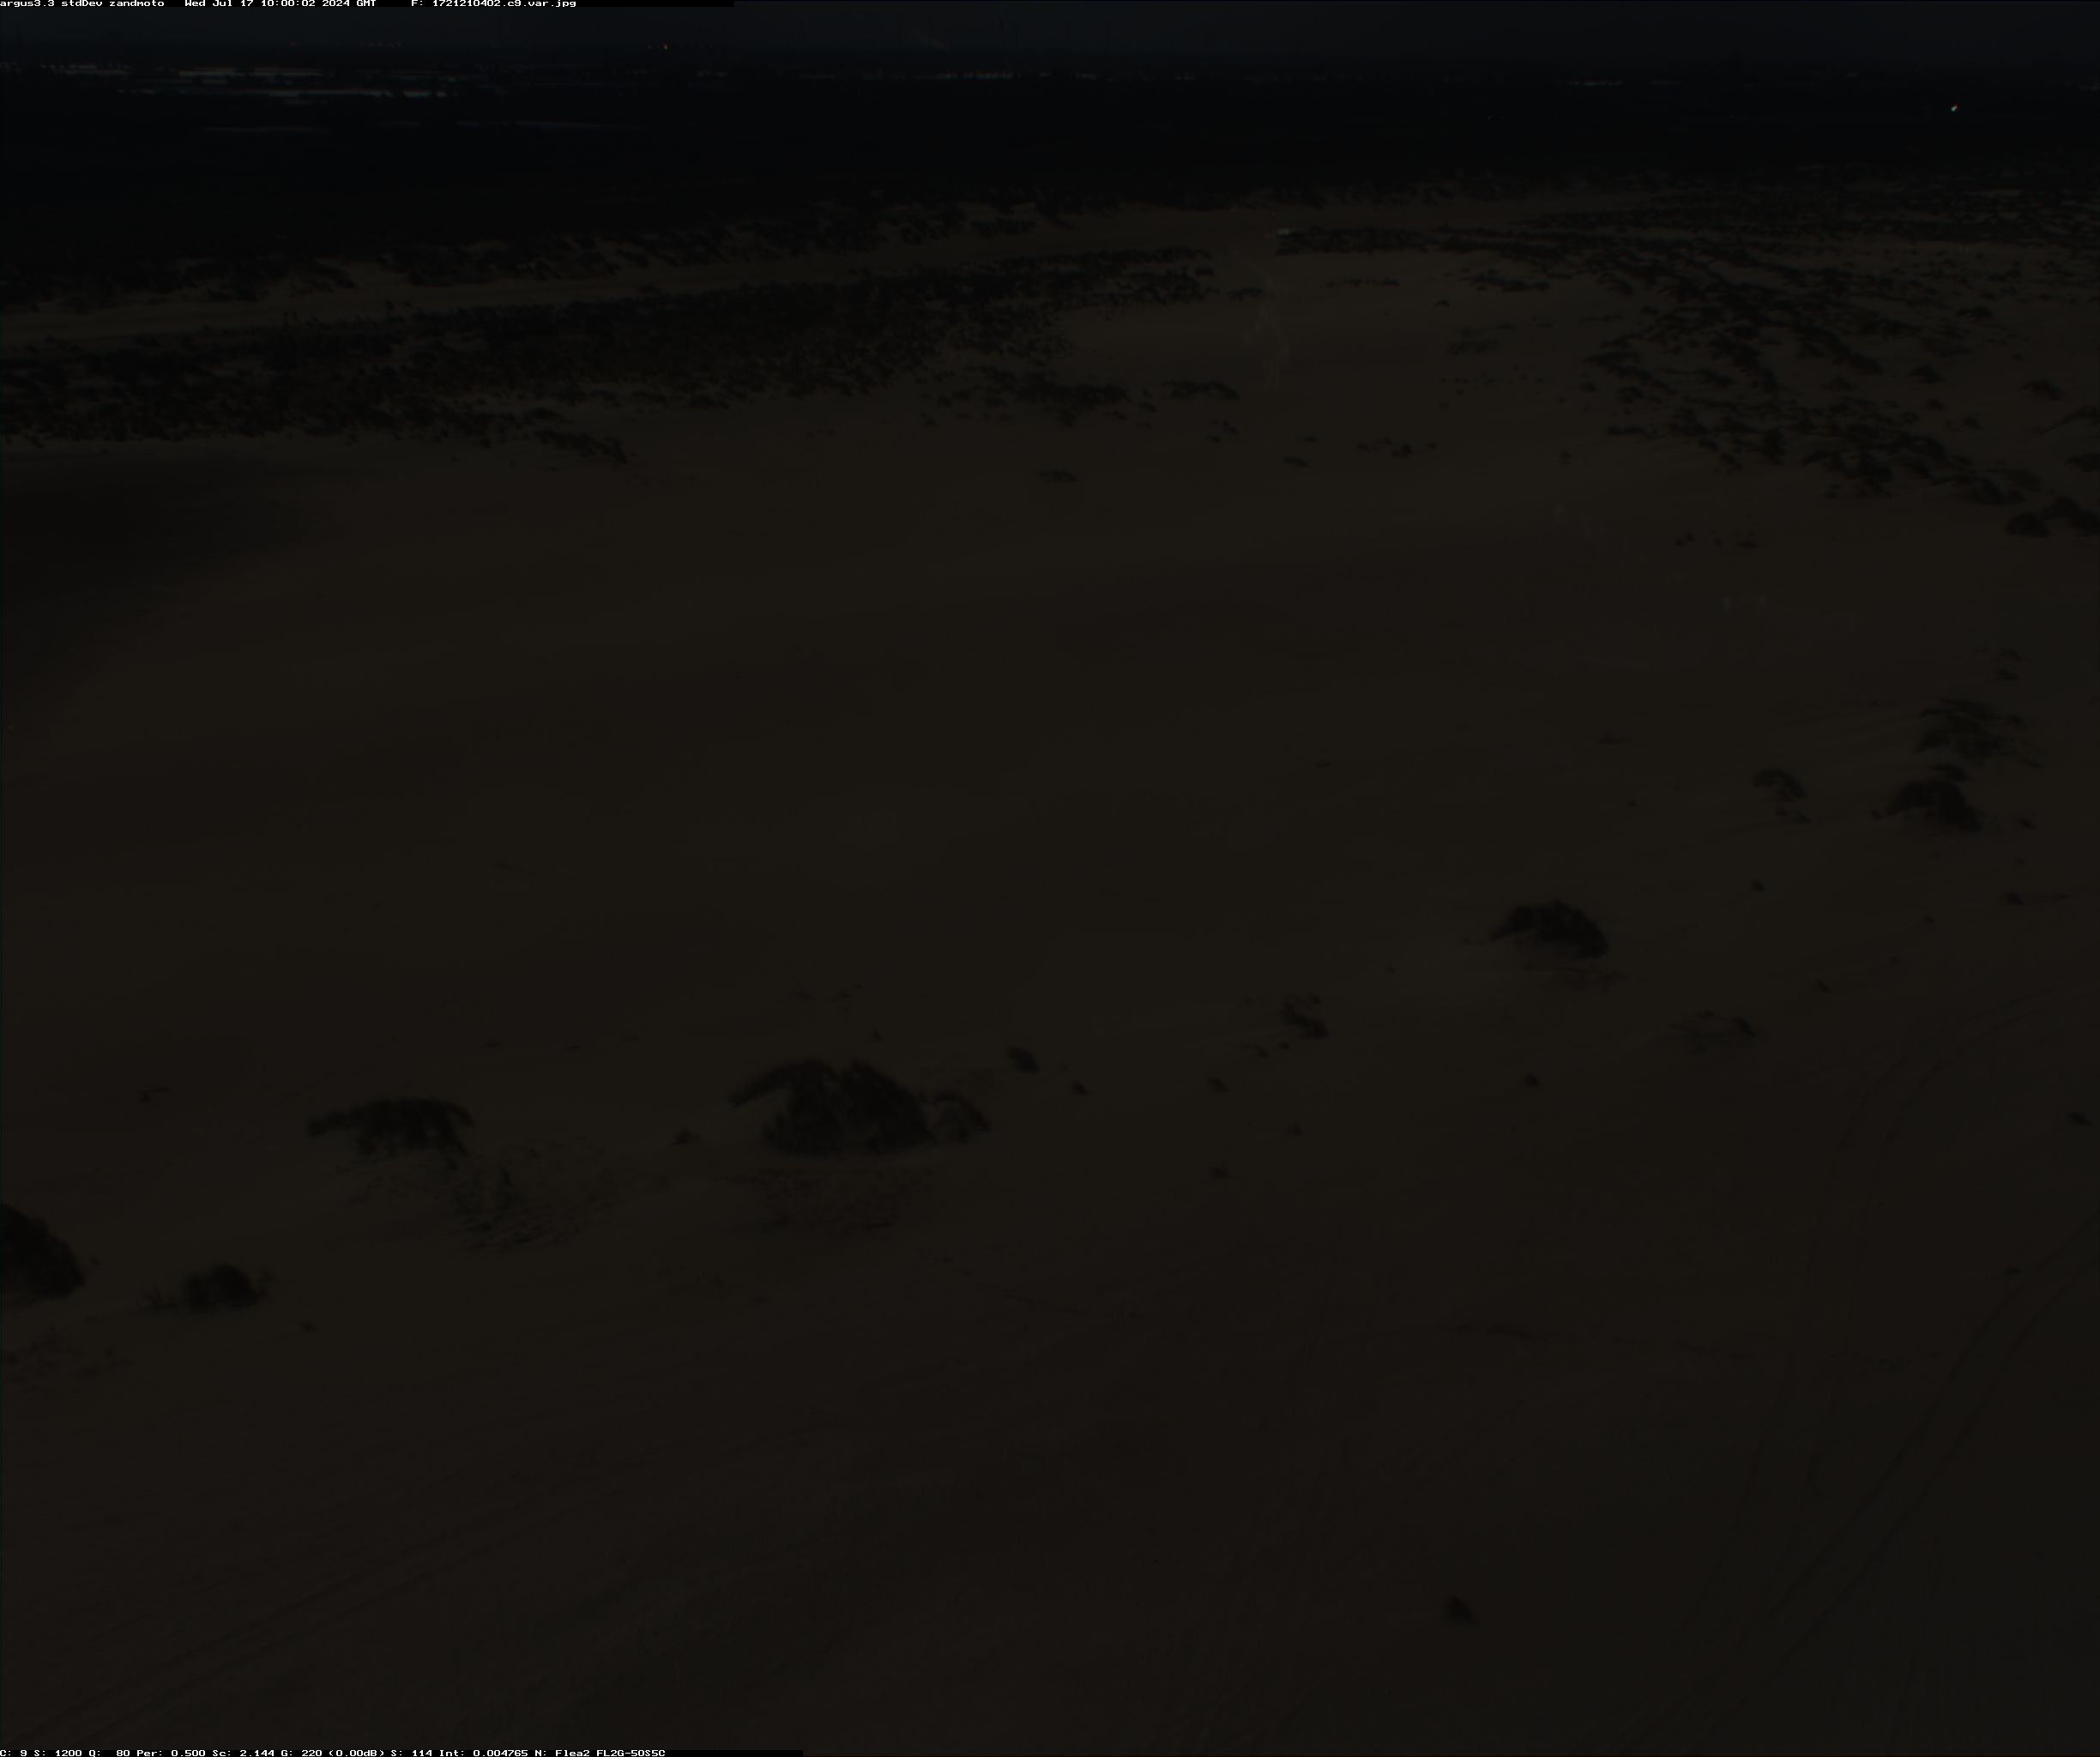 argus3.3 stdDev zandmoto Wed Jul 17 10:00:02 2024 GMT F: 1721210402.c9.var.jpg
C: 9 S: 1200 Q: 80 Per: 0.500 Sc: 2.144 G: 220 (0.00dB) S: 114 Int: 0.004765 N: Flea2 FL2G-50S5C